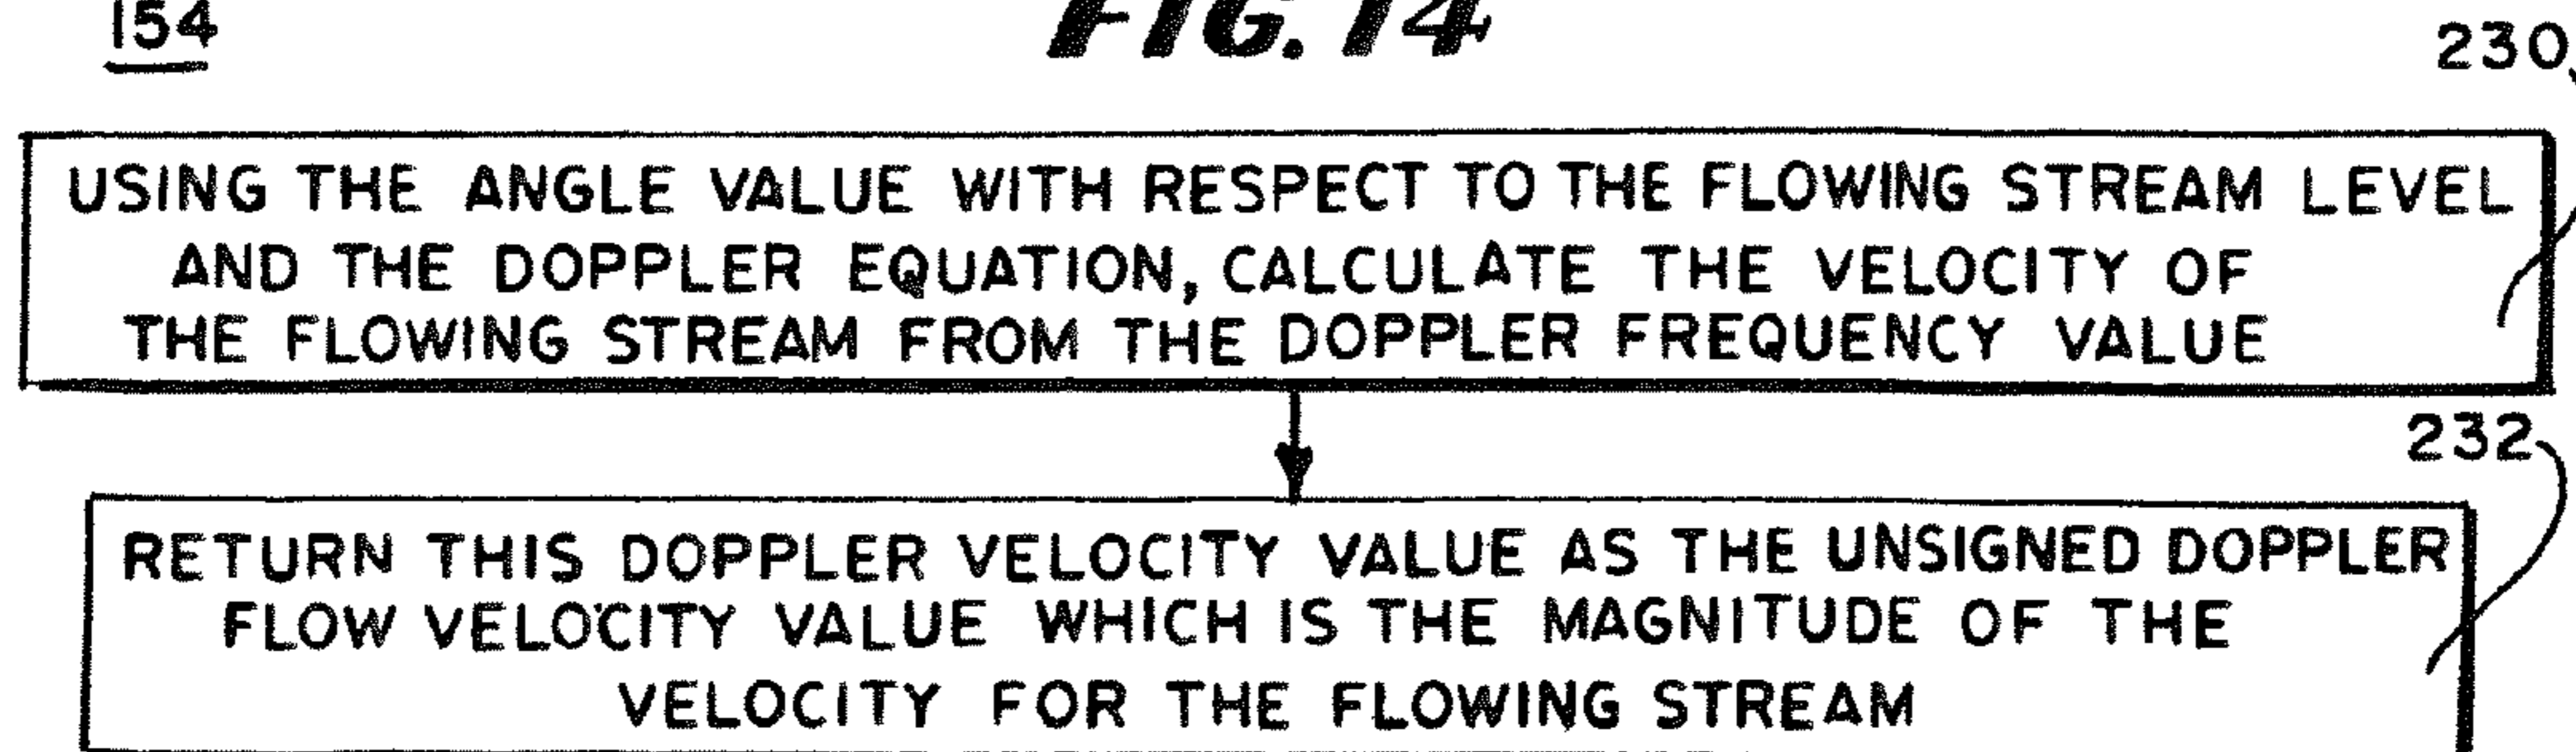 154
FIG. 14
230
USING THE ANGLE VALUE WITH RESPECT TO THE FLOWING STREAM LEVEL
AND THE DOPPLER EQUATION, CALCULATE THE VELOCITY OF
THE FLOWING STREAM FROM THE DOPPLER FREQUENCY VALUE
232
RETURN THIS DOPPLER VELOCITY VALUE AS THE UNSIGNED DOPPLER
FLOW VELOCITY VALUE WHICH IS THE MAGNITUDE OF THE
VELOCITY FOR THE FLOWING STREAM